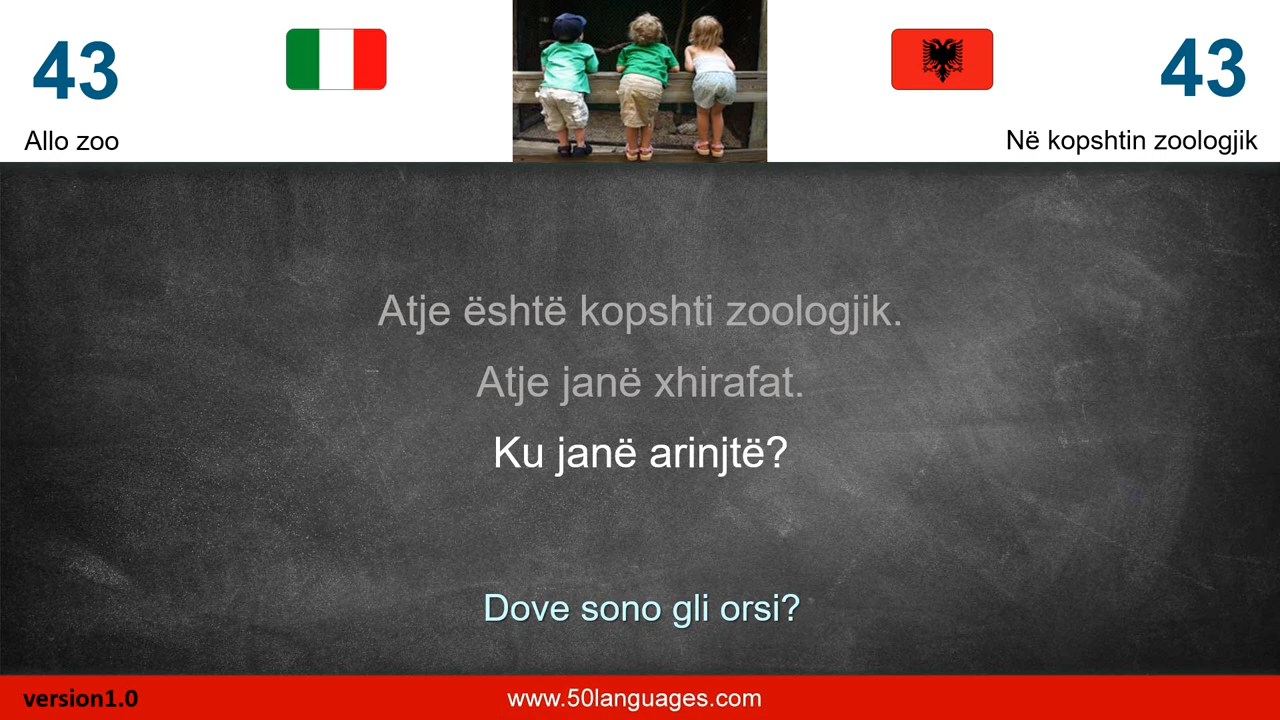 43
43
Allo zoo
Në kopshtin zoologjik
Atje është kopshti zoologjik.
Atje janë xhirafat.
Ku janë arinjtë?
Dove sono gli orsi?
version1.0
www.50languages.com